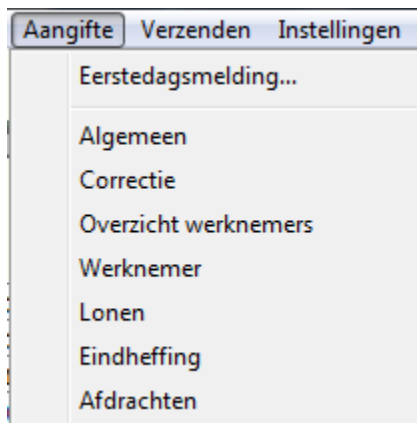 Aangifte Verzenden Instellingen
Eerstedagsmelding...
Algemeen
Correctie
Overzicht werknemers
Werknemer
Lonen
Eindheffing
Afdrachten